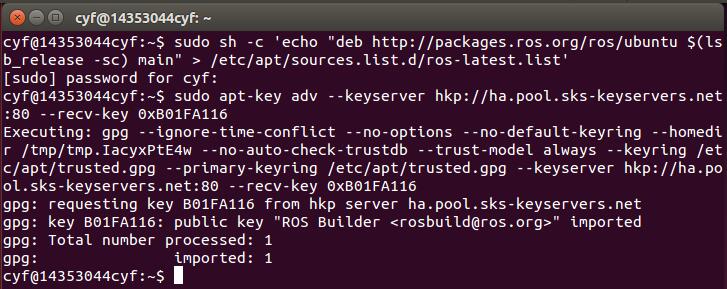 cyf@14353044cyf: ~
cyf@14353044cyf:~$ sudo sh -c 'echo "deb http://packages.ros.org/ros/ubuntu $(ls
b_release -sc) main" > /etc/apt/sources.list.d/ros-latest.list'
[sudo] password for cyf:
cyf@14353044cyf:~$ sudo apt-key adv --keyserver hkp://ha.pool.sks-keyservers.net
:80 --recv-key 0xB01FA116
Executing: gpg --ignore-time-conflict --no-options --no-default-keyring --homedi
r /tmp/tmp.IacyxPtE4w --no-auto-check-trustdb --trust-model always --keyring /et
c/apt/trusted.gpg --primary-keyring /etc/apt/trusted.gpg --keyserver hkp://ha.po
ol.sks-keyservers.net:80 --recv-key 0xB01FA116
gpg: requesting key B01FA116 from hkp server ha.pool.sks-keyservers.net
gpg: key B01FA116: public key "ROS Builder <rosbuild@ros.org>" imported
gpg: Total number processed: 1
gpg:               imported: 1
cyf@14353044cyf:~$